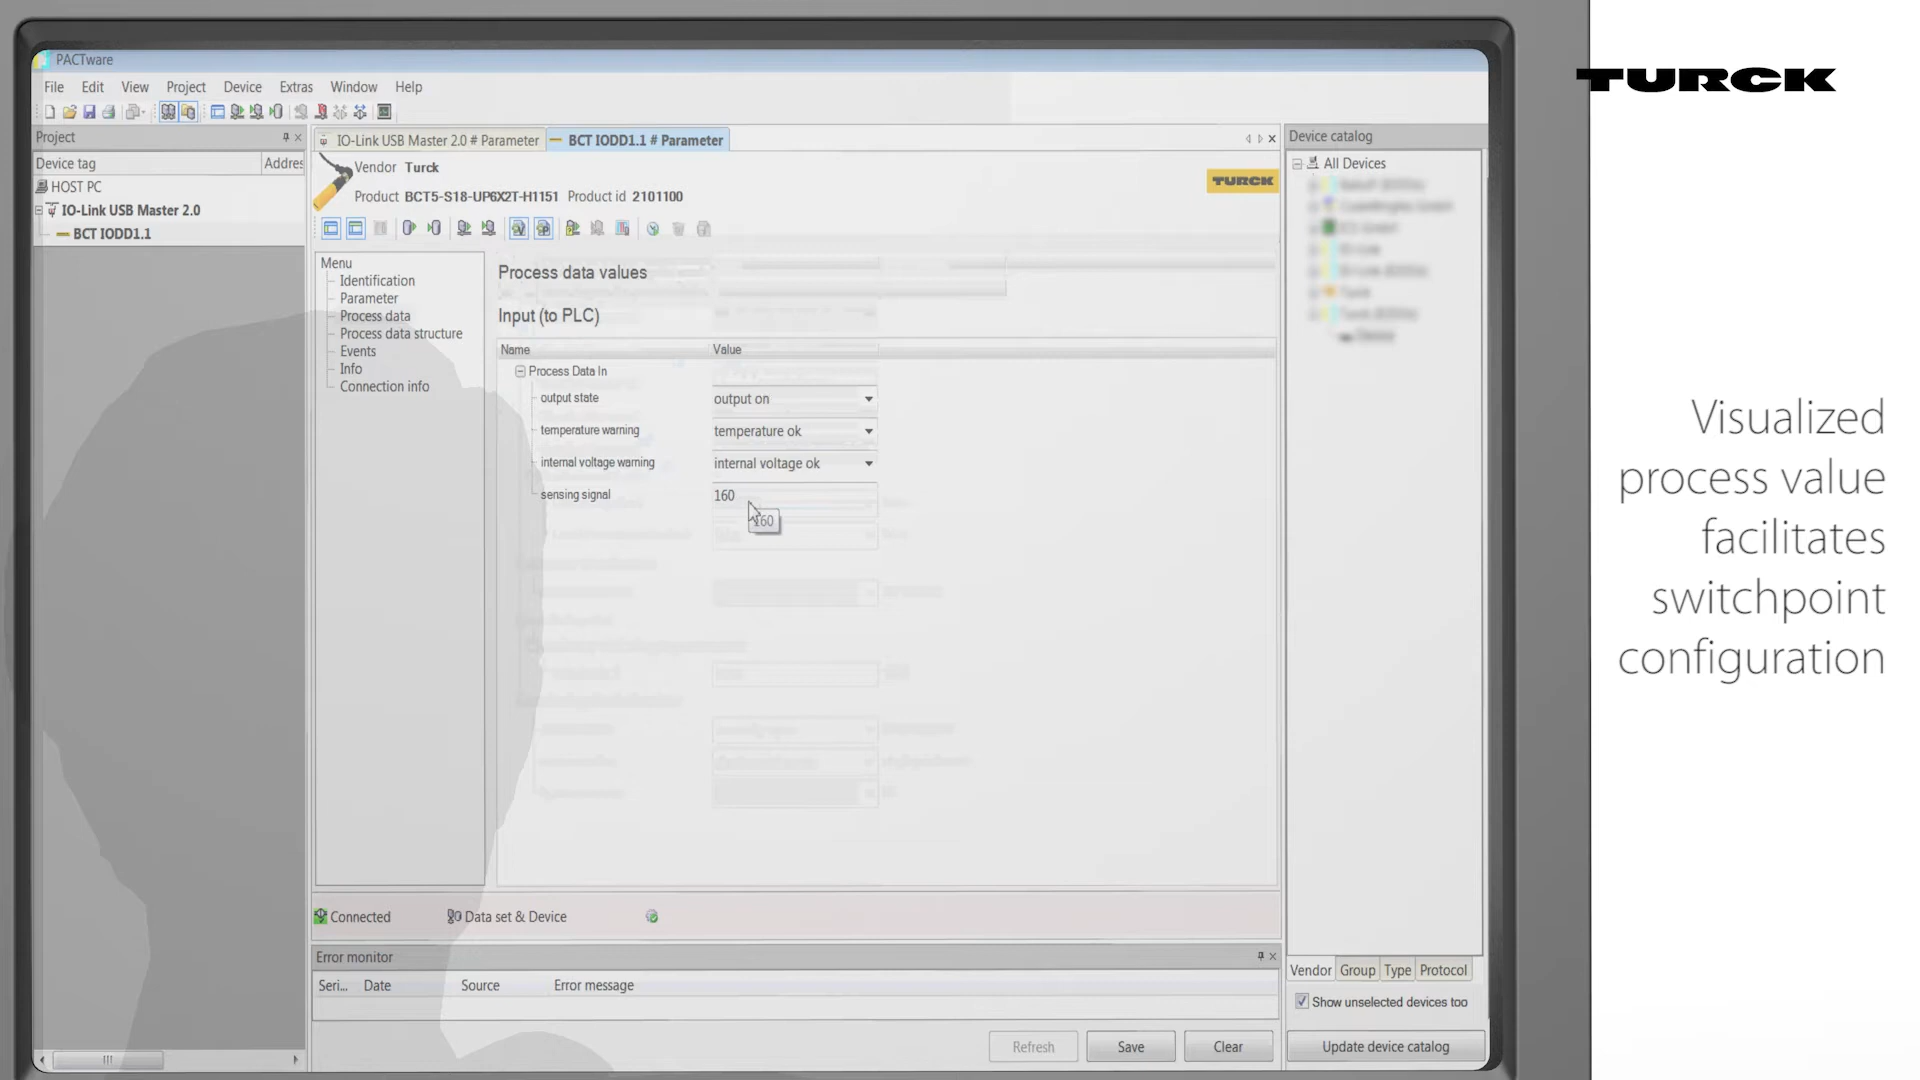 PACTware
TURCK
File Edit View Project Device Extras Window Help
Project
Device tag Addres
HOST PC
IO-Link USB Master 2.0
BCT IODD1.1
IO-Link USB Master 2.0 # Parameter
BCT IODD1.1 # Parameter
Vendor Turck
Product BCT5-S18-UP6X2T-H1151 Product id 2101100
TURCK
Menu
Identification
Parameter
Process data
Process data structure
Events
Info
Connection info
Process data values
Input (to PLC)
Name Value
Process Data In
output state output on
temperature warning temperature ok
internal voltage warning internal voltage ok
sensing signal 160
160
Connected
Data set & Device
Error monitor
Seri... Date Source Error message
Refresh Save Clear
Device catalog
All Devices
Vendor Group Type Protocol
Show unselected devices too
Update device catalog
Visualized
process value
facilitates
switchpoint
configuration